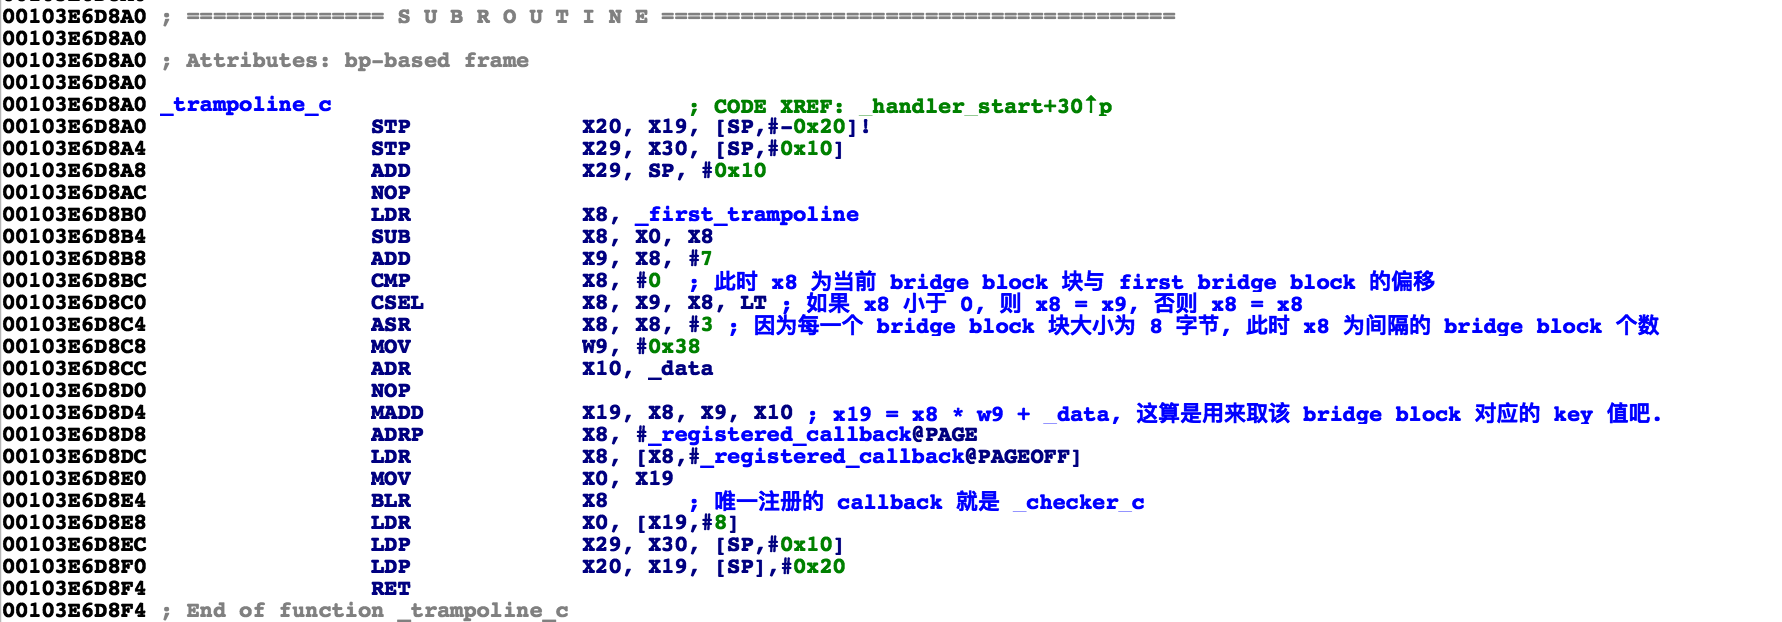 00103E6D8A0 ; =============== S U B R O U T I N E =======================================
00103E6D8A0
00103E6D8A0 ; Attributes: bp-based frame
00103E6D8A0
00103E6D8A0 _trampoline_c ; CODE XREF: _handler_start+30↑p
00103E6D8A0 STP X20, X19, [SP,#-0x20]!
00103E6D8A4 STP X29, X30, [SP,#0x10]
00103E6D8A8 ADD X29, SP, #0x10
00103E6D8AC NOP
00103E6D8B0 LDR X8, _first_trampoline
00103E6D8B4 SUB X8, X0, X8
00103E6D8B8 ADD X9, X8, #7
00103E6D8BC CMP X8, #0 ; 此时 x8 为当前 bridge block 块与 first bridge block 的偏移
00103E6D8C0 CSEL X8, X9, X8, LT ; 如果 x8 小于 0, 则 x8 = x9, 否则 x8 = x8
00103E6D8C4 ASR X8, X8, #3 ; 因为每一个 bridge block 块大小为 8 字节, 此时 x8 为间隔的 bridge block 个数
00103E6D8C8 MOV W9, #0x38
00103E6D8CC ADR X10, _data
00103E6D8D0 NOP
00103E6D8D4 MADD X19, X8, X9, X10 ; x19 = x8 * w9 + _data, 这算是用来取该 bridge block 对应的 key 值吧.
00103E6D8D8 ADRP X8, #_registered_callback@PAGE
00103E6D8DC LDR X8, [X8,#_registered_callback@PAGEOFF]
00103E6D8E0 MOV X0, X19
00103E6D8E4 BLR X8 ; 唯一注册的 callback 就是 _checker_c
00103E6D8E8 LDR X0, [X19,#8]
00103E6D8EC LDP X29, X30, [SP,#0x10]
00103E6D8F0 LDP X20, X19, [SP],#0x20
00103E6D8F4 RET
00103E6D8F4 ; End of function _trampoline_c